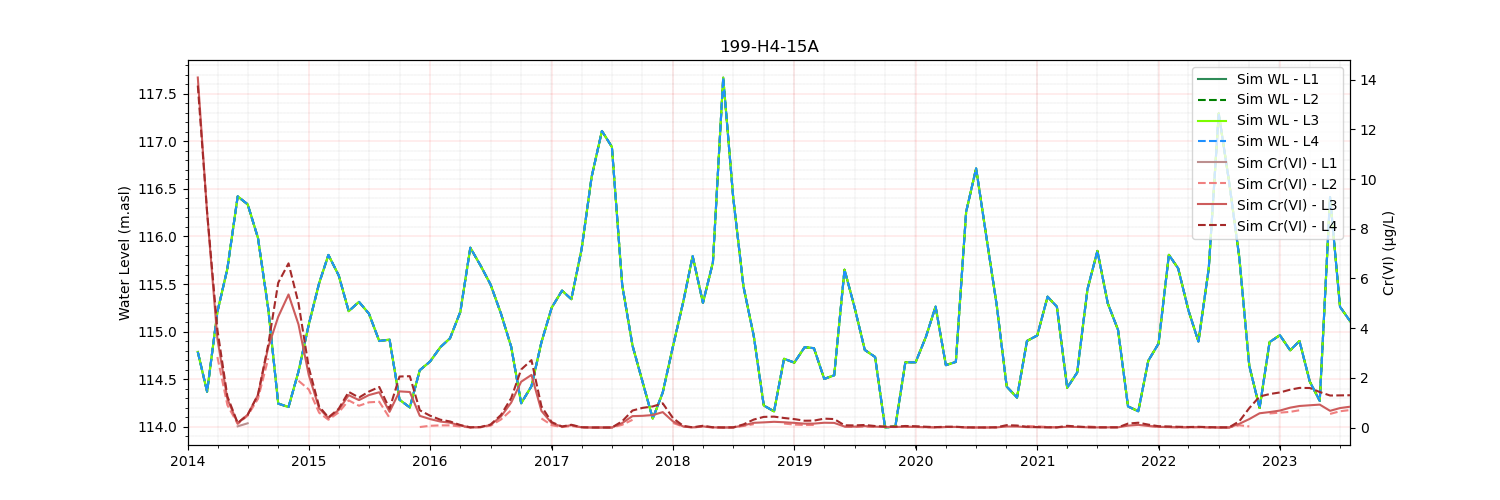 199-H4-15A
Water Level (m.asl)
117.5
117.0
116.5
116.0
115.5
115.0
114.5
114.0
Sim WL - L1
Sim WL - L2
Sim WL - L3
Sim WL - L4
Sim Cr(VI) - L1
Sim Cr(VI) - L2
Sim Cr(VI) - L3
Sim Cr(VI) - L4
14
12
10
8
6
4
2
0
Cr(VI) (μg/L)
2014 2015 2016 2017 2018 2019 2020 2021 2022 2023